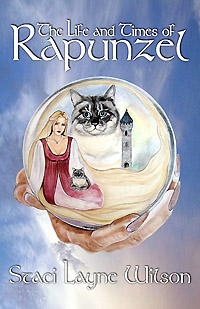 The Life and Times of
Rapunzel
Staci Layne Wilson